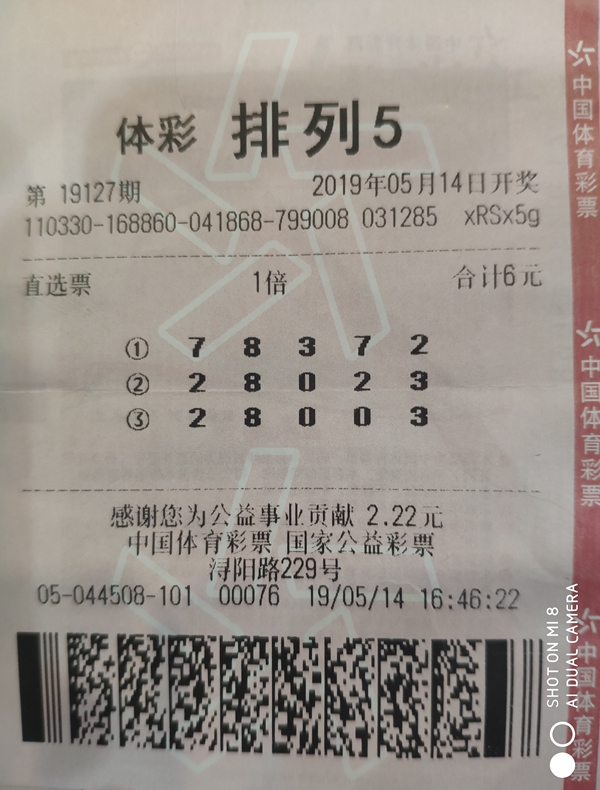 体彩 排列5
第 19127期 2019年05月14日开奖
110330-168860-041868-799008 031285 xRSx5g
直选票 1倍 合计6元
① 7 8 3 7 2
② 2 8 0 2 3
③ 2 8 0 0 3
感谢您为公益事业贡献 2.22元
中国体育彩票 国家公益彩票
浔阳路229号
05-044508-101 00076 19/05/14 16:46:22
中国体育彩票
中国体育彩票
中国体育彩票
SHOT ON MI 8
AI DUAL CAMERA